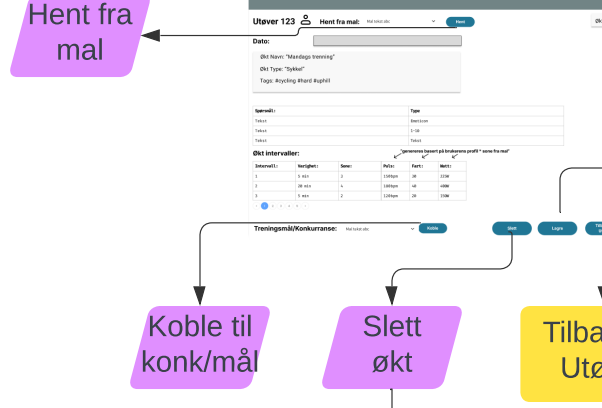 Hent fra
mal
Utøver 123
Hent fra mal:
Mal tekst abc
Hent
Øk
Dato:
Økt Navn: "Mandags trenning"
Økt Type: "Sykkel"
Tags: #cycling #hard #uphill
Spørsmål: Type
Tekst Emoticon
Tekst 1-10
Tekst Tekst
Økt intervaller:
"genereres basert på brukerens profil * sone fra mal"
Intervall: Varighet: Sone: Puls: Fart: Watt:
1 5 min 3 150bpm 30 225W
2 20 min 4 180bpm 40 400W
3 5 min 2 120bpm 20 150W
Treningsmål/Konkurranse:
Mal tekst abc
Koble
Slett
Lagre
Koble til
konk/mål
Slett
økt
Tilba
Utø